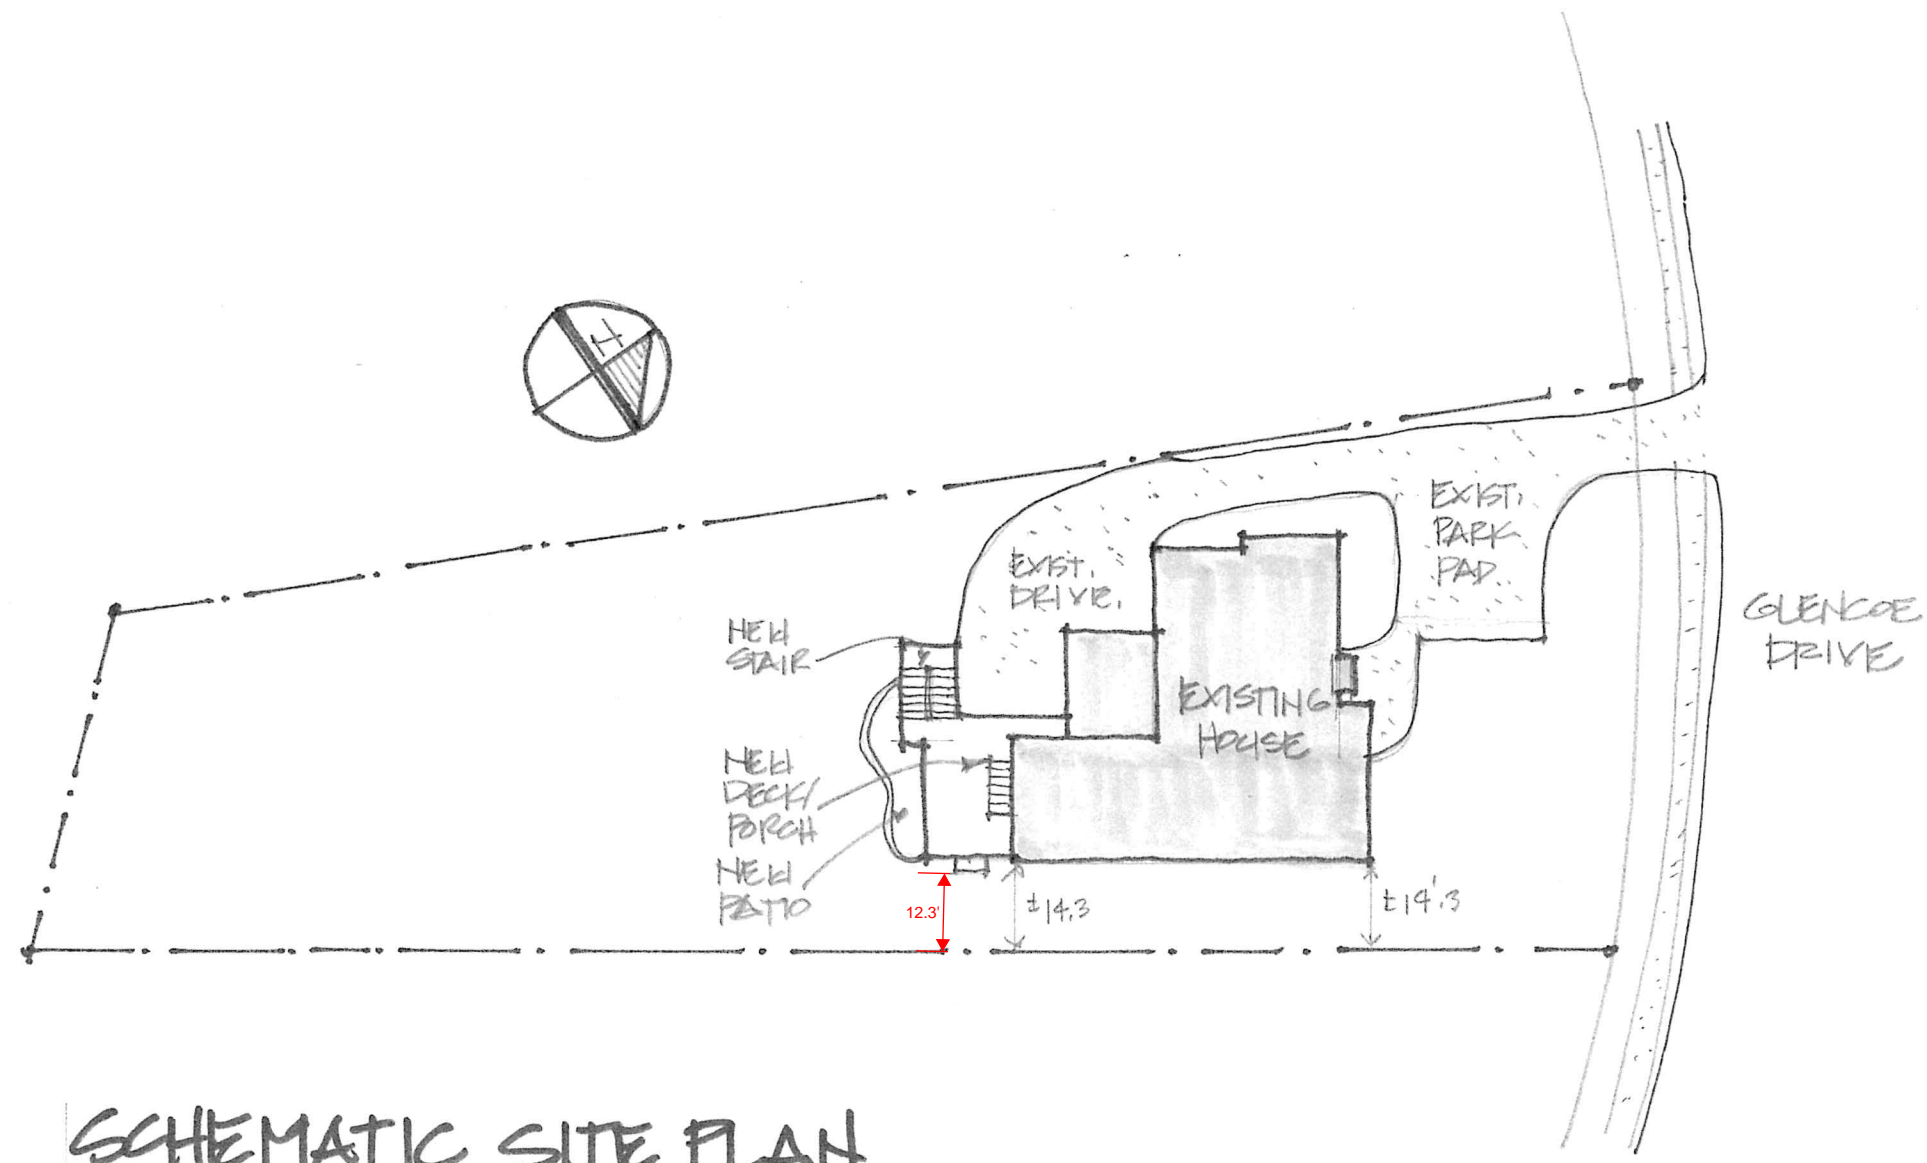 N
EXIST.
PARK
PAD.
EXIST.
DRIVE.
GLENCOE
DRIVE
NEW
STAIR
EXISTING
HOUSE
NEW
DECK/
PORCH
NEW
PATIO
12.3'
±14.3
±14'.3
SCHEMATIC SITE PLAN